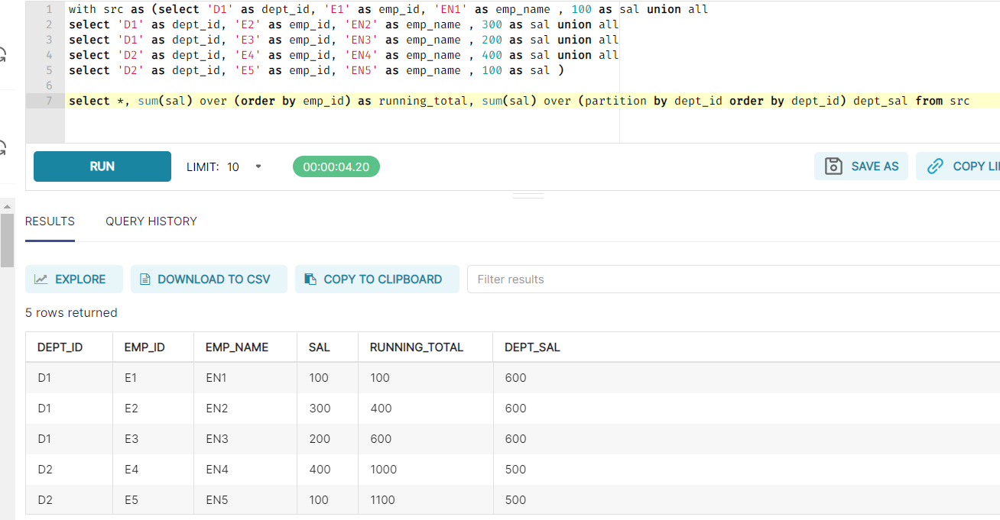 1 with src as (select 'D1' as dept_id, 'E1' as emp_id, 'EN1' as emp_name , 100 as sal union all
2 select 'D1' as dept_id, 'E2' as emp_id, 'EN2' as emp_name , 300 as sal union all
3 select 'D1' as dept_id, 'E3' as emp_id, 'EN3' as emp_name , 200 as sal union all
4 select 'D2' as dept_id, 'E4' as emp_id, 'EN4' as emp_name , 400 as sal union all
5 select 'D2' as dept_id, 'E5' as emp_id, 'EN5' as emp_name , 100 as sal )
6
7 select *, sum(sal) over (order by emp_id) as running_total, sum(sal) over (partition by dept_id order by dept_id) dept_sal from src
RUN LIMIT: 10 00:00:04.20 SAVE AS COPY LI
RESULTS QUERY HISTORY
EXPLORE DOWNLOAD TO CSV COPY TO CLIPBOARD Filter results
5 rows returned
DEPT_ID EMP_ID EMP_NAME SAL RUNNING_TOTAL DEPT_SAL
D1 E1 EN1 100 100 600
D1 E2 EN2 300 400 600
D1 E3 EN3 200 600 600
D2 E4 EN4 400 1000 500
D2 E5 EN5 100 1100 500